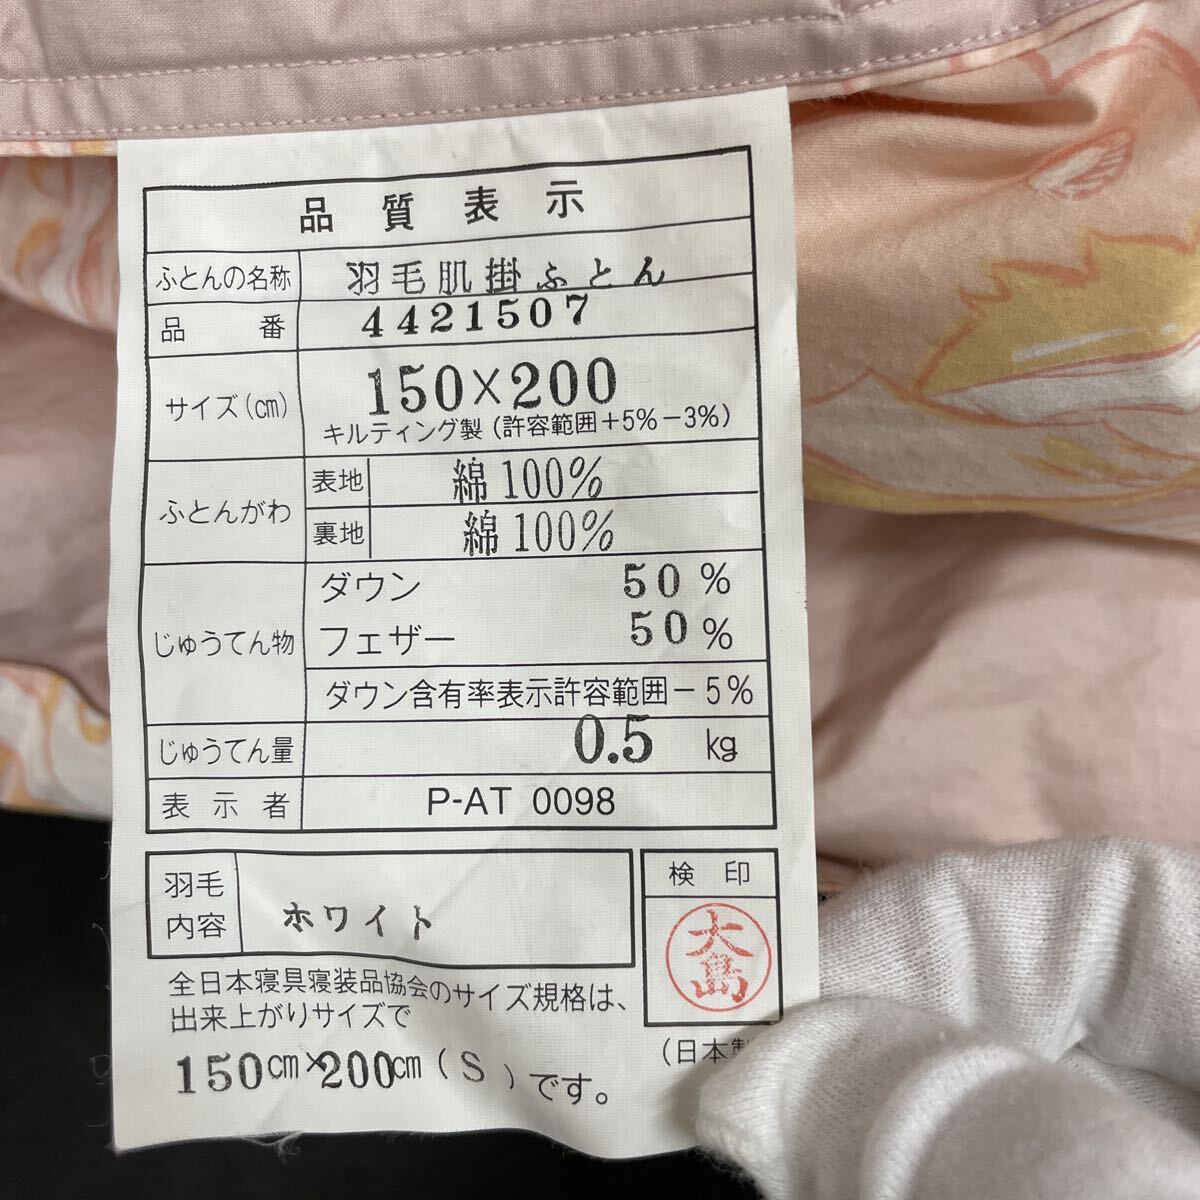 品質表示
ふとんの名称 羽毛肌掛ふとん
品番 4421507
サイズ(cm) 150×200
キルティング製(許容範囲+5%-3%)
ふとんがわ 表地 綿100%
裏地 綿100%
じゅうてん物 ダウン 50%
フェザー 50%
ダウン含有率表示許容範囲-5%
じゅうてん量 0.5 kg
表示者 P-AT 0098
羽毛内容 ホワイト
検印
大島
全日本寝具寝装品協会のサイズ規格は、
出来上がりサイズで
150cm×200cm(S)です。
(日本製